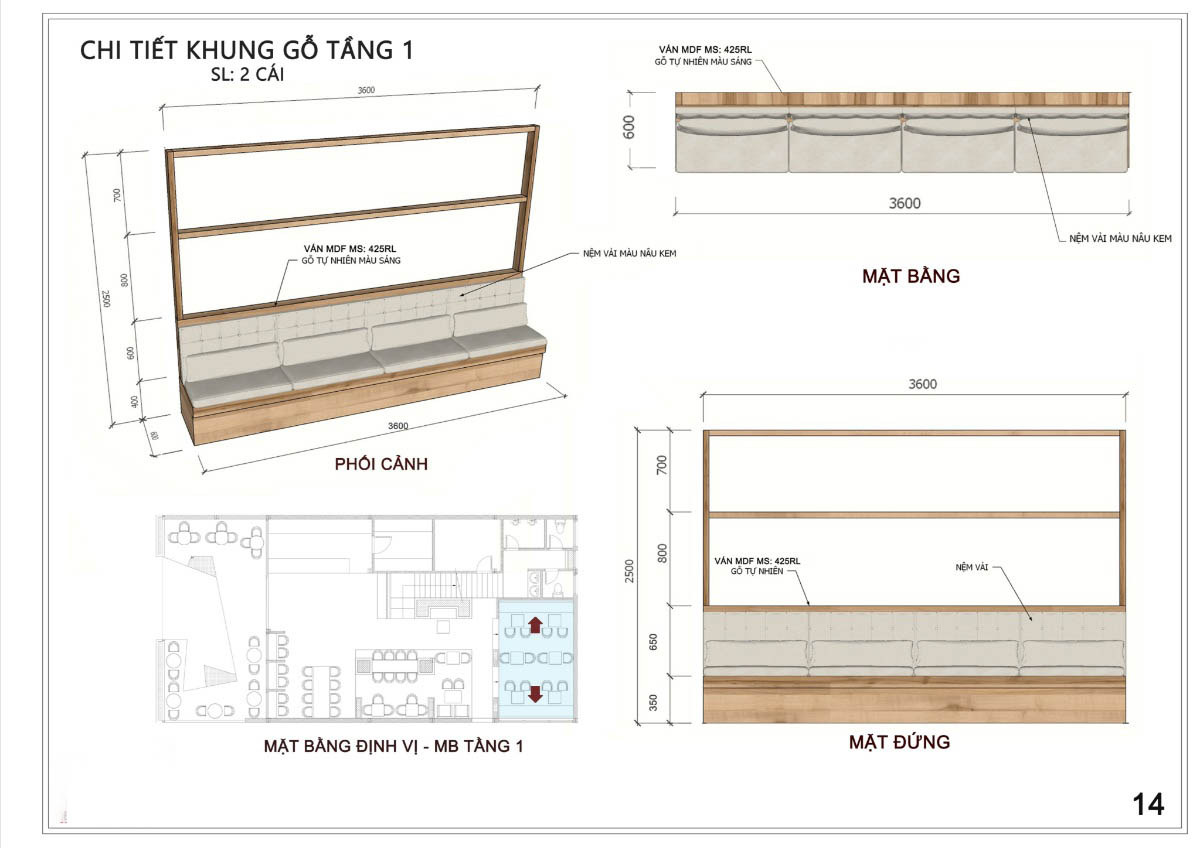 CHI TIẾT KHUNG GỖ TẦNG 1
SL: 2 CÁI
3600
700
800
2500
600
400
600
3600
VÁN MDF MS: 425RL
GỖ TỰ NHIÊN MÀU SÁNG
NỆM VẢI MÀU NÂU KEM
PHỐI CẢNH
VÁN MDF MS: 425RL
GỖ TỰ NHIÊN MÀU SÁNG
600
3600
NỆM VẢI MÀU NÂU KEM
MẶT BẰNG
3600
700
800
2500
650
350
VÁN MDF MS: 425RL
GỖ TỰ NHIÊN
NỆM VẢI
MẶT ĐỨNG
MẶT BẰNG ĐỊNH VỊ - MB TẦNG 1
14